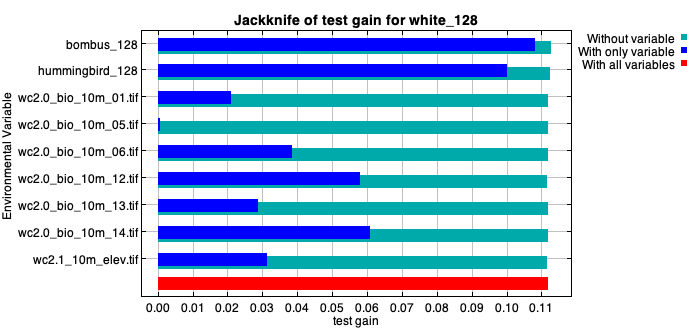 Jackknife of test gain for white_128
Without variable
With only variable
With all variables
Environmental Variable
bombus_128
hummingbird_128
wc2.0_bio_10m_01.tif
wc2.0_bio_10m_05.tif
wc2.0_bio_10m_06.tif
wc2.0_bio_10m_12.tif
wc2.0_bio_10m_13.tif
wc2.0_bio_10m_14.tif
wc2.1_10m_elev.tif
0.00 0.01 0.02 0.03 0.04 0.05 0.06 0.07 0.08 0.09 0.10 0.11
test gain